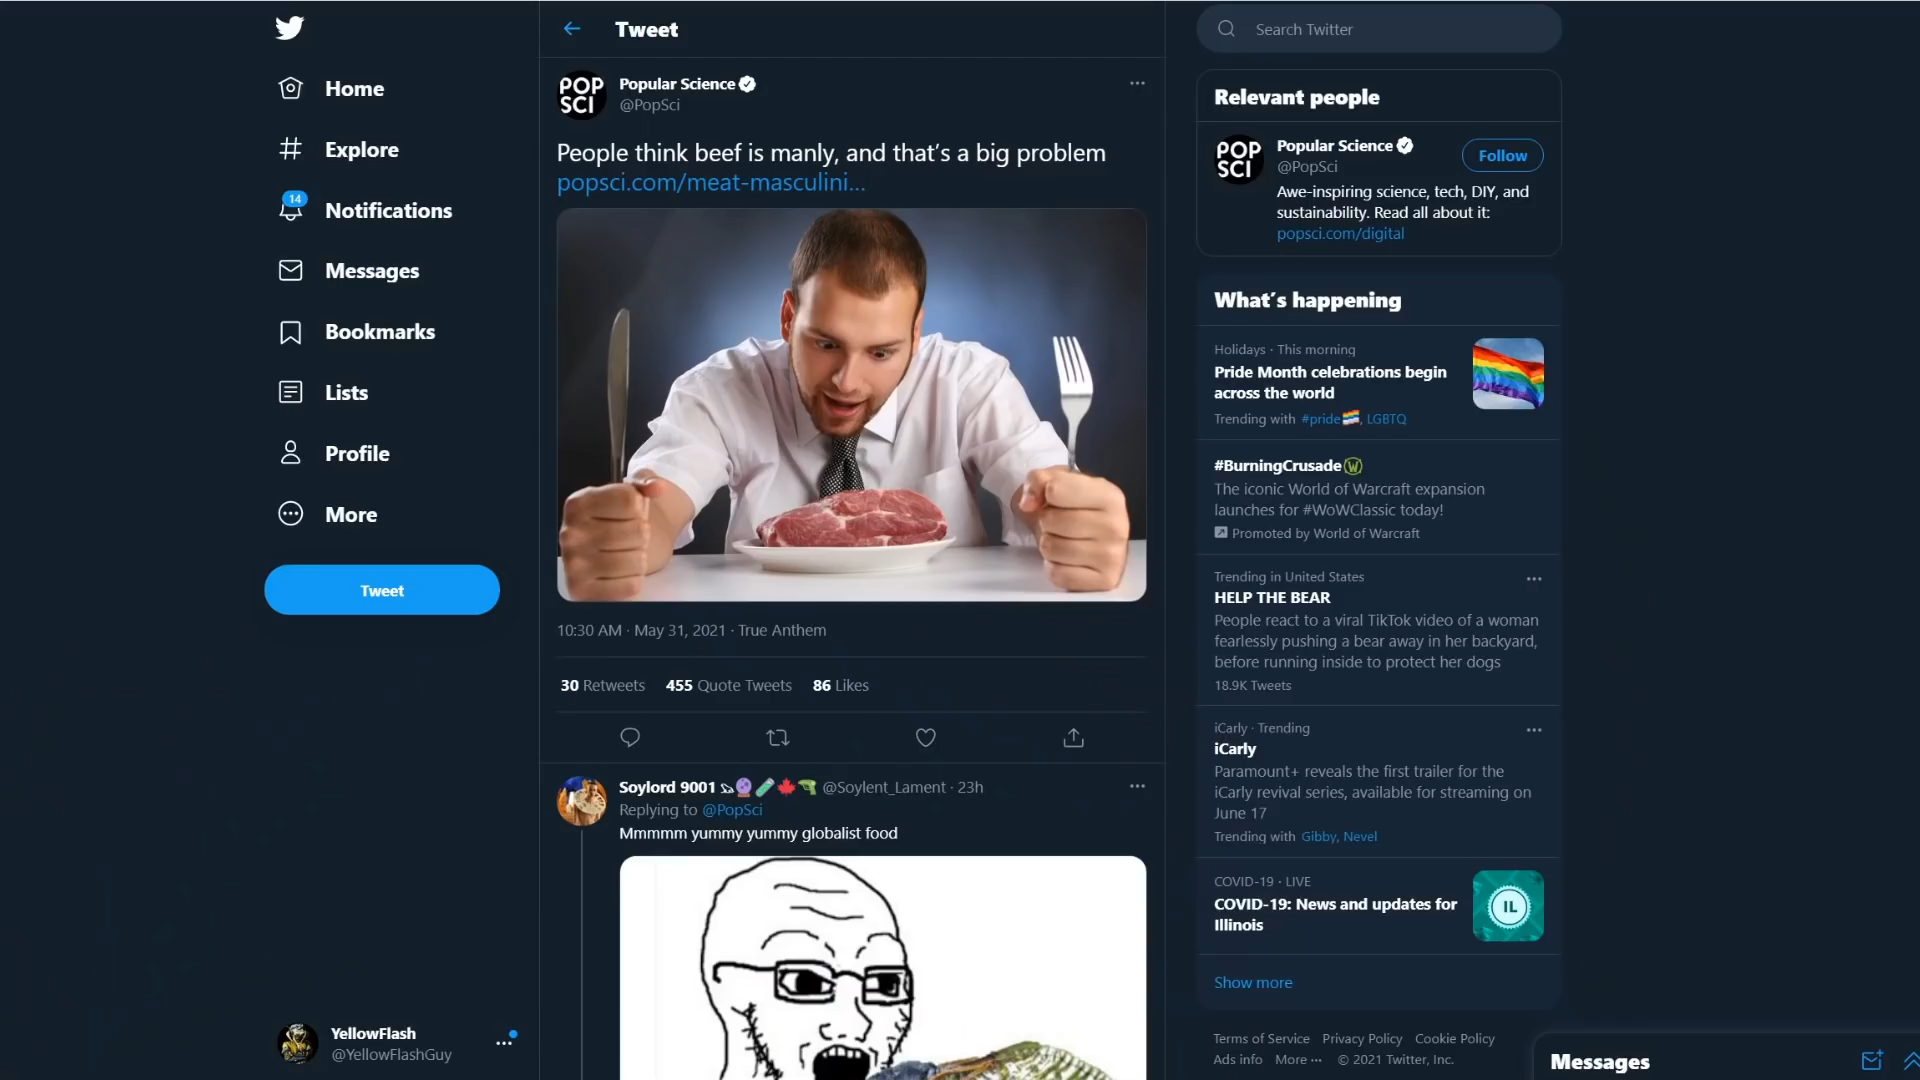 Home
Explore
14
Notifications
Messages
Bookmarks
Lists
Profile
More
Tweet
YellowFlash
@YellowFlashGuy
Tweet
POP
SCI
Popular Science
@PopSci
People think beef is manly, and that's a big problem
popsci.com/meat-masculini...
10:30 AM · May 31, 2021 · True Anthem
30 Retweets 455 Quote Tweets 86 Likes
Soylord 9001 @Soylent_Lament · 23h
Replying to @PopSci
Mmmmm yummy yummy globalist food
Search Twitter
Relevant people
POP
SCI
Popular Science
@PopSci
Follow
Awe-inspiring science, tech, DIY, and
sustainability. Read all about it:
popsci.com/digital
What's happening
Holidays · This morning
Pride Month celebrations begin
across the world
Trending with #pride, LGBTQ
#BurningCrusade
The iconic World of Warcraft expansion
launches for #WoWClassic today!
Promoted by World of Warcraft
Trending in United States
HELP THE BEAR
People react to a viral TikTok video of a woman
fearlessly pushing a bear away in her backyard,
before running inside to protect her dogs
18.9K Tweets
iCarly · Trending
iCarly
Paramount+ reveals the first trailer for the
iCarly revival series, available for streaming on
June 17
Trending with Gibby, Nevel
COVID-19 · LIVE
COVID-19: News and updates for
Illinois
IL
Show more
Terms of Service Privacy Policy Cookie Policy
Ads info More ··· © 2021 Twitter, Inc.
Messages